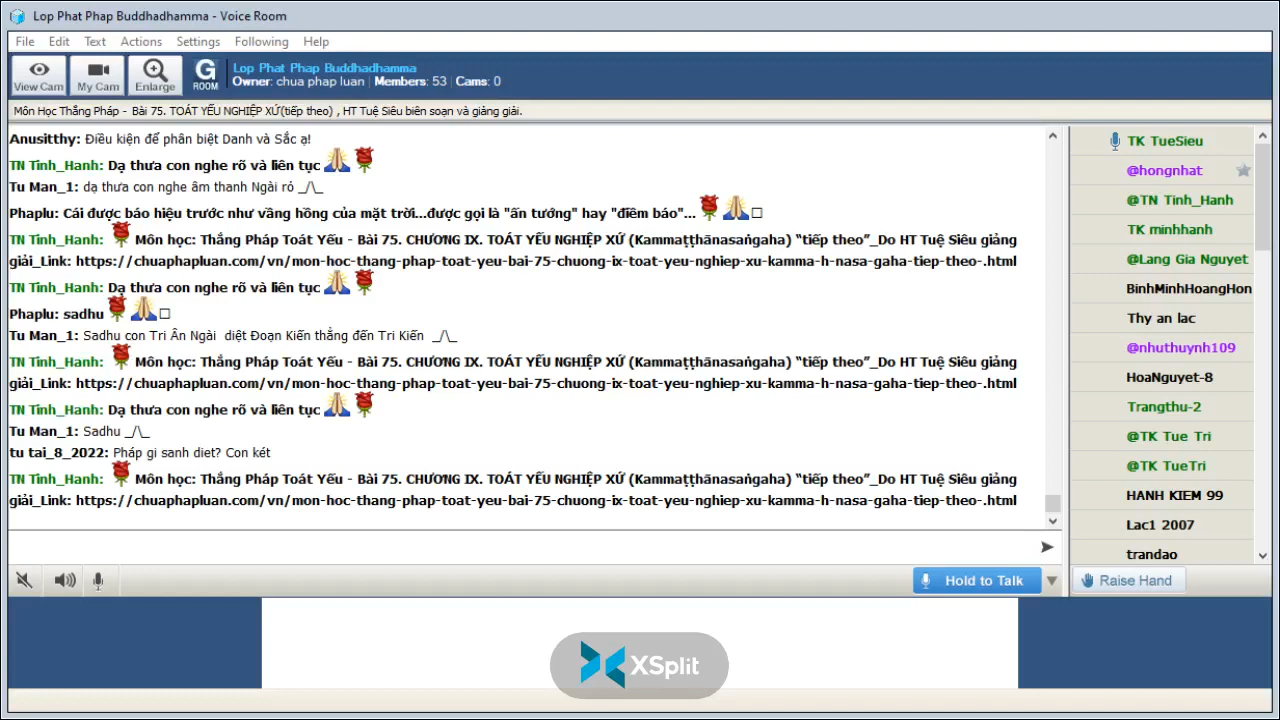 Lop Phat Phap Buddhadhamma - Voice Room
File Edit Text Actions Settings Following Help
View Cam My Cam Enlarge G ROOM
Lop Phat Phap Buddhadhamma
Owner: chua phap luan | Members: 53 | Cams: 0
Môn Học Thắng Pháp - Bài 75. TOÁT YẾU NGHIỆP XỨ(tiếp theo) , HT Tuệ Siêu biên soạn và giảng giải.
Anusitthy: Điều kiện để phân biệt Danh và Sắc ạ!
TN Tinh_Hanh: Dạ thưa con nghe rõ và liên tục
Tu Man_1: dạ thưa con nghe âm thanh Ngài rỏ _/\_
Phaplu: Cái được báo hiệu trước như vầng hồng của mặt trời...được gọi là "ấn tướng" hay "điềm báo"...
TN Tinh_Hanh: Môn học: Thắng Pháp Toát Yếu - Bài 75. CHƯƠNG IX. TOÁT YẾU NGHIỆP XỨ (Kammaṭṭhānasaṅgaha) “tiếp theo”_Do HT Tuệ Siêu giảng
giải_Link: https://chuaphapluan.com/vn/mon-hoc-thang-phap-toat-yeu-bai-75-chuong-ix-toat-yeu-nghiep-xu-kamma-h-nasa-gaha-tiep-theo-.html
TN Tinh_Hanh: Dạ thưa con nghe rõ và liên tục
Phaplu: sadhu
Tu Man_1: Sadhu con Tri Ân Ngài diệt Đoạn Kiến thẳng đến Tri Kiến _/\_
TN Tinh_Hanh: Môn học: Thắng Pháp Toát Yếu - Bài 75. CHƯƠNG IX. TOÁT YẾU NGHIỆP XỨ (Kammaṭṭhānasaṅgaha) “tiếp theo”_Do HT Tuệ Siêu giảng
giải_Link: https://chuaphapluan.com/vn/mon-hoc-thang-phap-toat-yeu-bai-75-chuong-ix-toat-yeu-nghiep-xu-kamma-h-nasa-gaha-tiep-theo-.html
TN Tinh_Hanh: Dạ thưa con nghe rõ và liên tục
Tu Man_1: Sadhu _/\_
tu tai_8_2022: Pháp gi sanh diet? Con két
TN Tinh_Hanh: Môn học: Thắng Pháp Toát Yếu - Bài 75. CHƯƠNG IX. TOÁT YẾU NGHIỆP XỨ (Kammaṭṭhānasaṅgaha) “tiếp theo”_Do HT Tuệ Siêu giảng
giải_Link: https://chuaphapluan.com/vn/mon-hoc-thang-phap-toat-yeu-bai-75-chuong-ix-toat-yeu-nghiep-xu-kamma-h-nasa-gaha-tiep-theo-.html
TK TueSieu
@hongnhat
@TN Tinh_Hanh
TK minhhanh
@Lang Gia Nguyet
BinhMinhHoangHon
Thy an lac
@nhuthuynh109
HoaNguyet-8
Trangthu-2
@TK Tue Tri
@TK TueTri
HANH KIEM 99
Lac1 2007
trandao
Hold to Talk
Raise Hand
XSplit